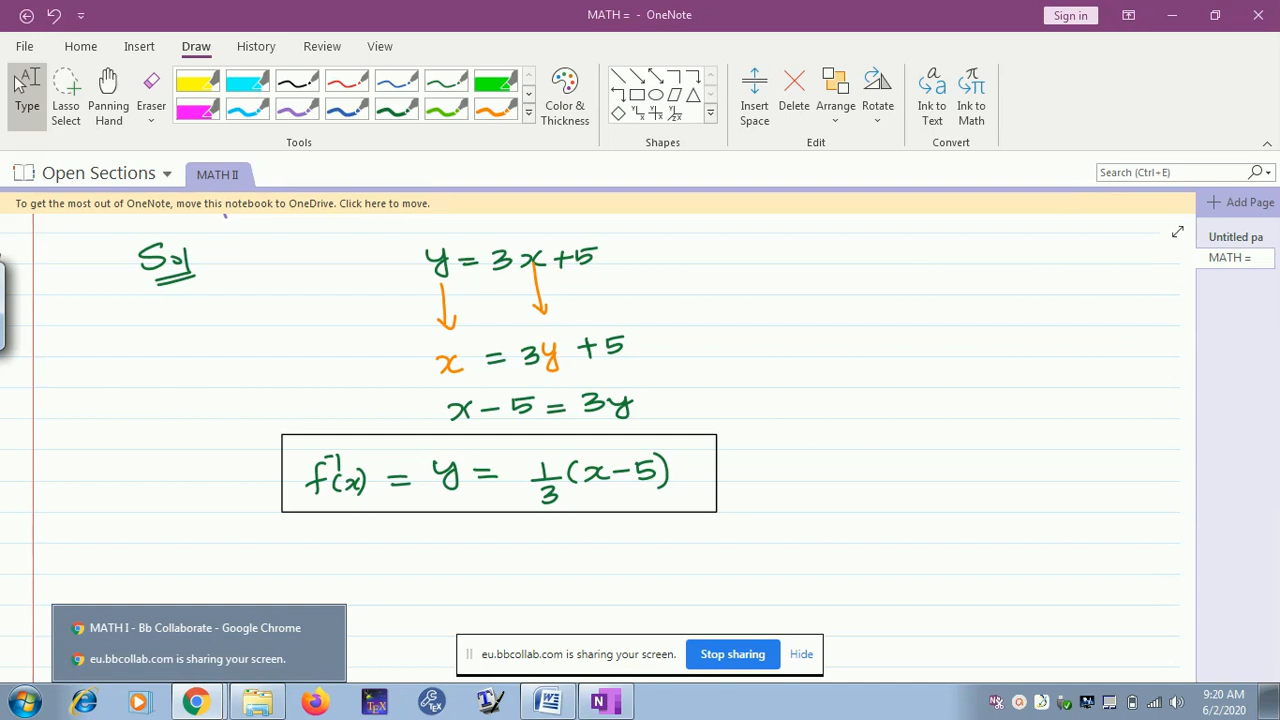 MATH = - OneNote
Sign in
File Home Insert Draw History Review View
Type
Lasso Select
Panning Hand
Eraser
Color & Thickness
Insert Space
Delete
Arrange
Rotate
Ink to Text
Ink to Math
Tools
Shapes
Edit
Convert
Open Sections
MATH II
Search (Ctrl+E)
To get the most out of OneNote, move this notebook to OneDrive. Click here to move.
Add Page
Untitled pa
MATH =
Sol
y = 3x+5
x = 3y +5
x - 5 = 3y
f⁻¹(x) = y = 1/3 (x-5)
MATH I - Bb Collaborate - Google Chrome
eu.bbcollab.com is sharing your screen.
eu.bbcollab.com is sharing your screen. Stop sharing Hide
9:20 AM
6/2/2020